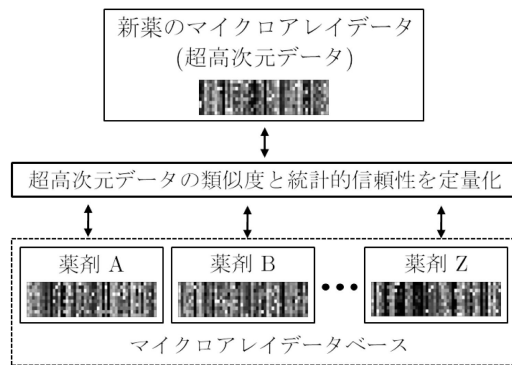 新薬のマイクロアレイデータ
(超高次元データ)
超高次元データの類似度と統計的信頼性を定量化
薬剤 A
薬剤 B
薬剤 Z
マイクロアレイデータベース